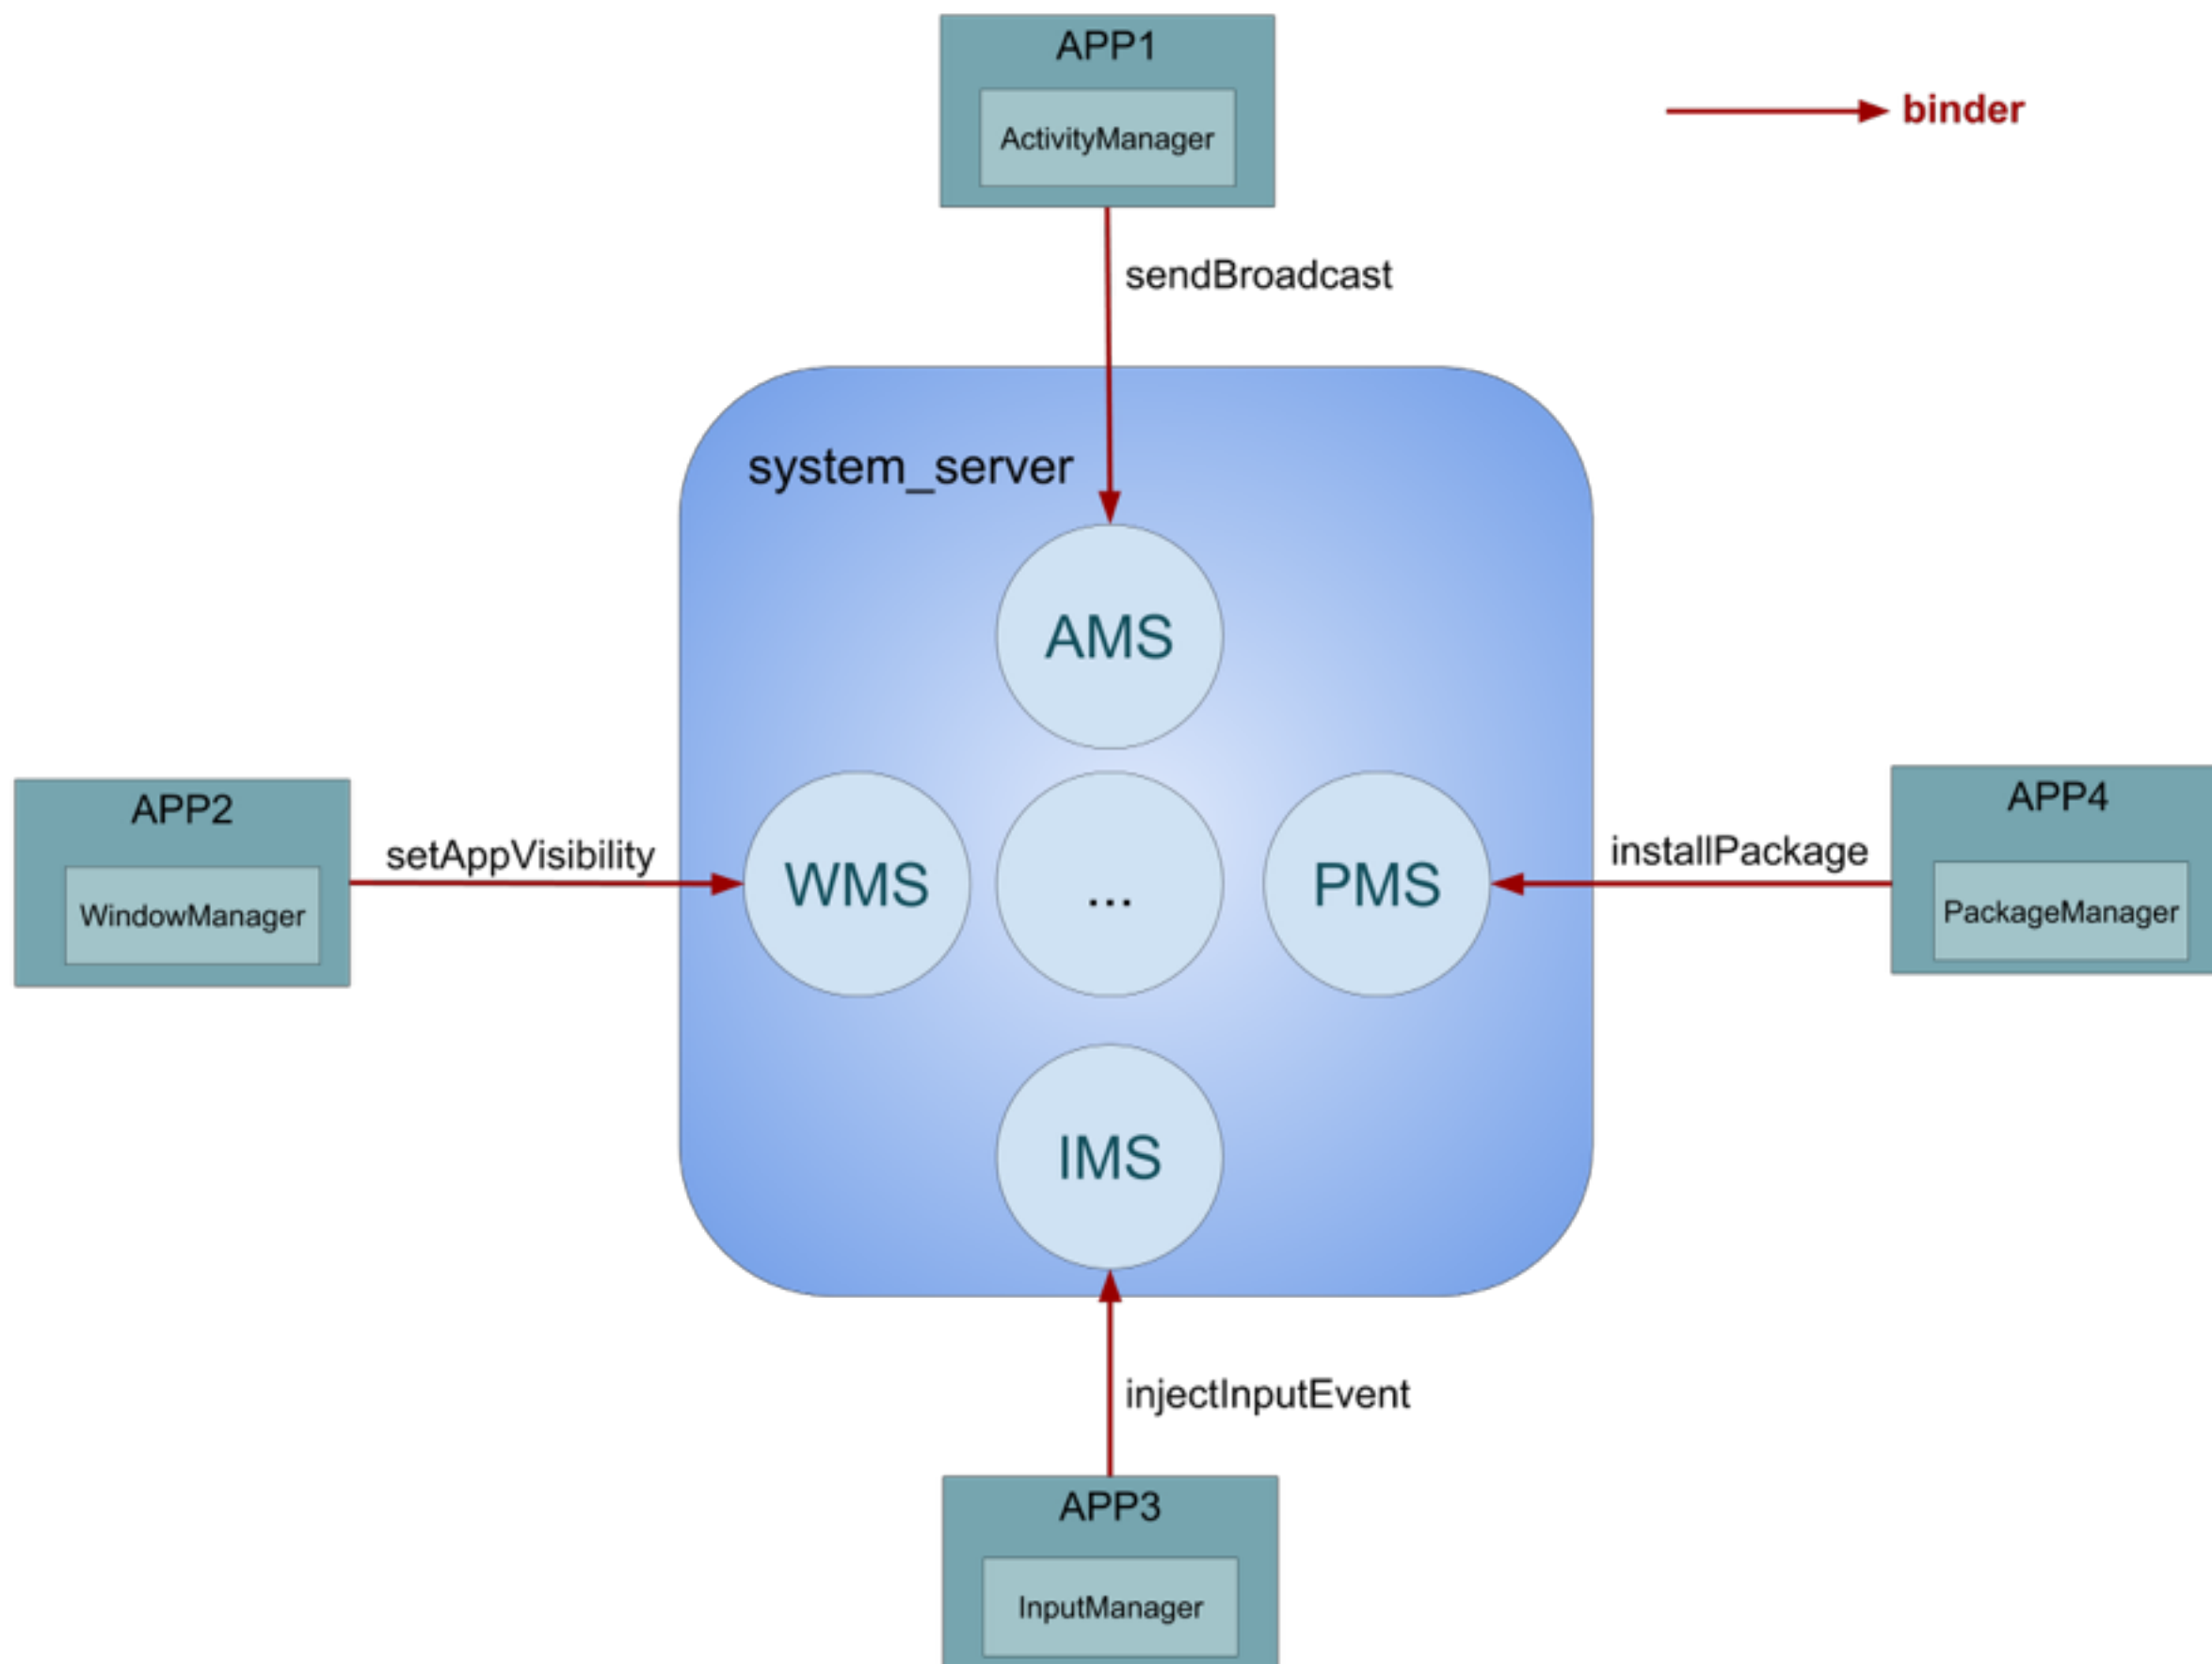 APP1
ActivityManager
binder
sendBroadcast
system_server
AMS
APP2
WindowManager
setAppVisibility
WMS
...
PMS
installPackage
APP4
PackageManager
IMS
injectInputEvent
APP3
InputManager